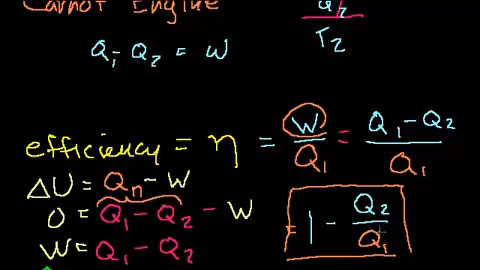 Carnot Engine
Q₁ - Q₂ = W
T₂
efficiency = η = W/Q₁ = (Q₁ - Q₂)/Q₁
ΔU = Qₙ - W
0 = Q₁ - Q₂ - W
= 1 - Q₂/Q₁
W = Q₁ - Q₂